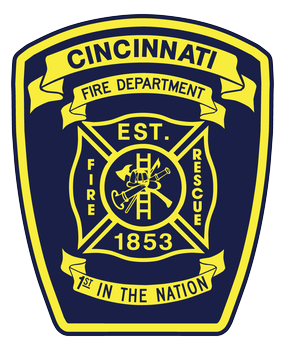 CINCINNATI
FIRE DEPARTMENT
EST.
FIRE
RESCUE
1853
1ST IN THE NATION